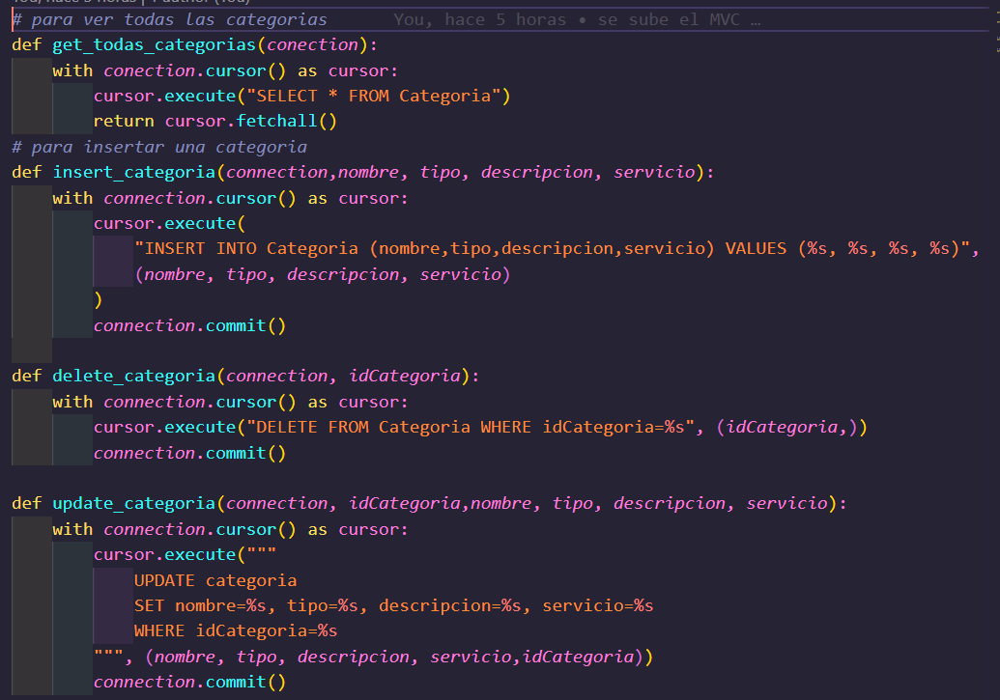 # para ver todas las categorias You, hace 5 horas • se sube el MVC …
def get_todas_categorias(conection):
    with conection.cursor() as cursor:
        cursor.execute("SELECT * FROM Categoria")
        return cursor.fetchall()
# para insertar una categoria
def insert_categoria(connection,nombre, tipo, descripcion, servicio):
    with connection.cursor() as cursor:
        cursor.execute(
            "INSERT INTO Categoria (nombre,tipo,descripcion,servicio) VALUES (%s, %s, %s, %s)",
            (nombre, tipo, descripcion, servicio)
        )
        connection.commit()
def delete_categoria(connection, idCategoria):
    with connection.cursor() as cursor:
        cursor.execute("DELETE FROM Categoria WHERE idCategoria=%s", (idCategoria,))
        connection.commit()
def update_categoria(connection, idCategoria,nombre, tipo, descripcion, servicio):
    with connection.cursor() as cursor:
        cursor.execute("""
            UPDATE categoria
            SET nombre=%s, tipo=%s, descripcion=%s, servicio=%s
            WHERE idCategoria=%s
        """, (nombre, tipo, descripcion, servicio,idCategoria))
        connection.commit()